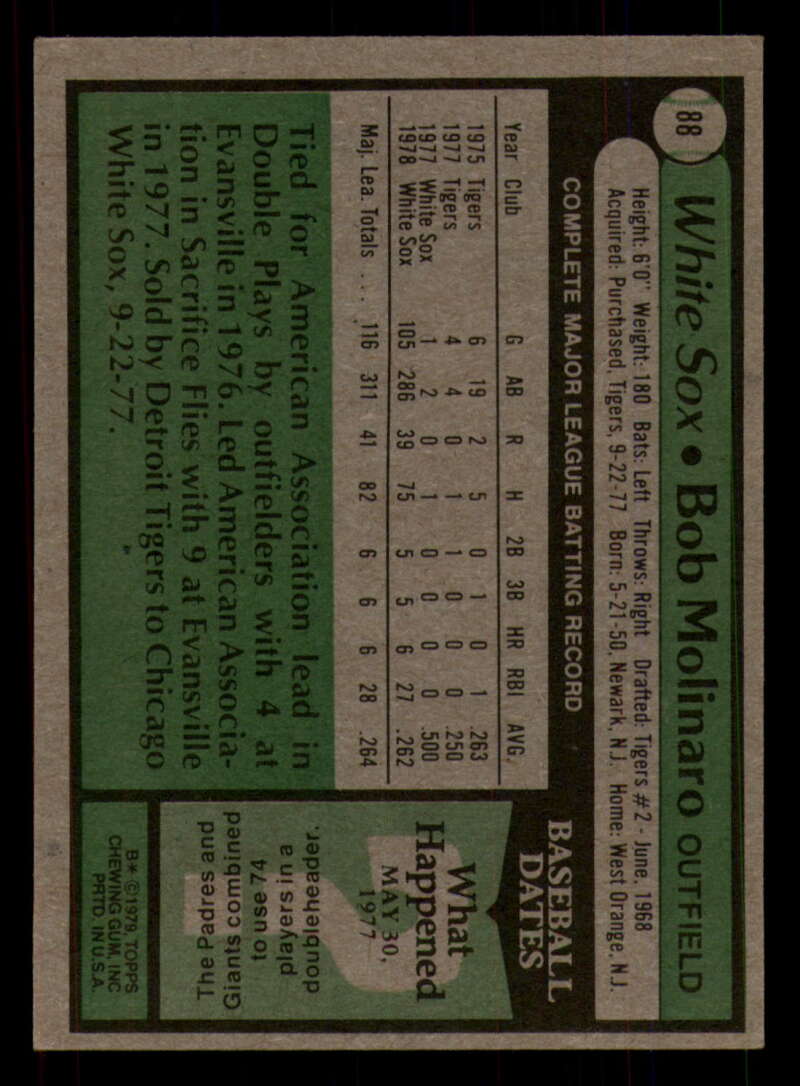 88
White Sox • Bob Molinaro OUTFIELD
Height: 6'0" Weight: 180 Bats: Left Throws: Right Drafted: Tigers #2 - June, 1968
Acquired: Purchased, Tigers, 9-22-77 Born: 5-21-50, Newark, N.J. Home: West Orange, N.J.
COMPLETE MAJOR LEAGUE BATTING RECORD
Year Club G AB R H 2B 3B HR RBI AVG.
1975 Tigers 6 19 2 5 0 1 0 1 .263
1977 Tigers 4 4 0 1 1 0 0 0 .250
1977 White Sox 1 2 0 1 0 0 0 0 .500
1978 White Sox 105 286 39 75 5 5 6 27 .262
Maj. Lea. Totals . . . 116 311 41 82 6 6 6 28 .264
Tied for American Association lead in
Double Plays by outfielders with 4 at
Evansville in 1976. Led American Associa-
tion in Sacrifice Flies with 9 at Evansville
in 1977. Sold by Detroit Tigers to Chicago
White Sox, 9-22-77.
BASEBALL
DATES
What
Happened
MAY 30,
1977
The Padres and
Giants combined
to use 74
players in a
doubleheader.
B* ©1979, TOPPS
CHEWING GUM, INC
PRTD. IN U.S.A.